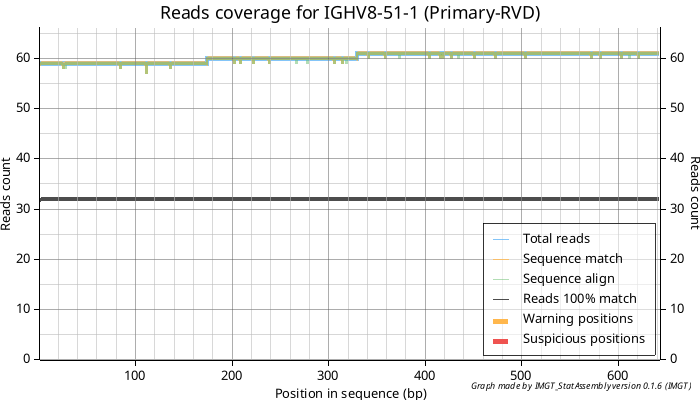 Reads coverage for IGHV8-51-1 (Primary-RVD)
60
50
40
30
20
10
0
60
50
40
30
20
10
0
Reads count
Reads count
Total reads
Sequence match
Sequence align
Reads 100% match
Warning positions
Suspicious positions
100 200 300 400 500 600
Position in sequence (bp)
Graph made by IMGT_StatAssembly version 0.1.6 (IMGT)